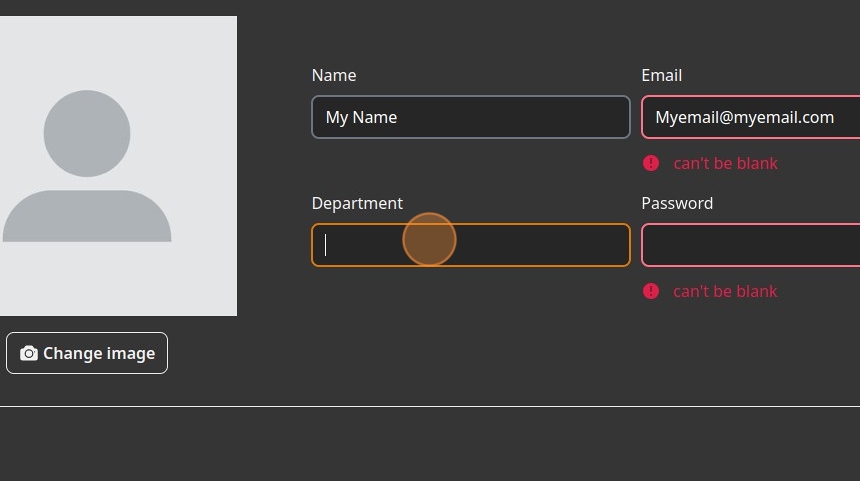 Name
Email
My Name
Myemail@myemail.com
can't be blank
Department
Password
can't be blank
Change image